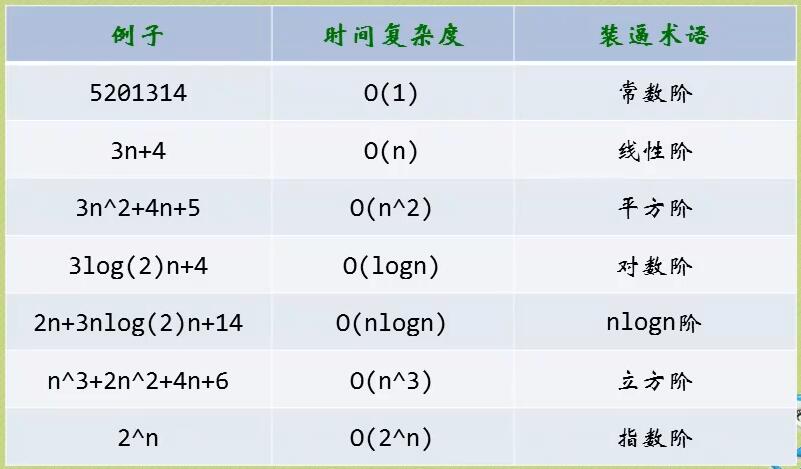 例子 时间复杂度 装逼术语
5201314 O(1) 常数阶
3n+4 O(n) 线性阶
3n^2+4n+5 O(n^2) 平方阶
3log(2)n+4 O(logn) 对数阶
2n+3nlog(2)n+14 O(nlogn) nlogn阶
n^3+2n^2+4n+6 O(n^3) 立方阶
2^n O(2^n) 指数阶